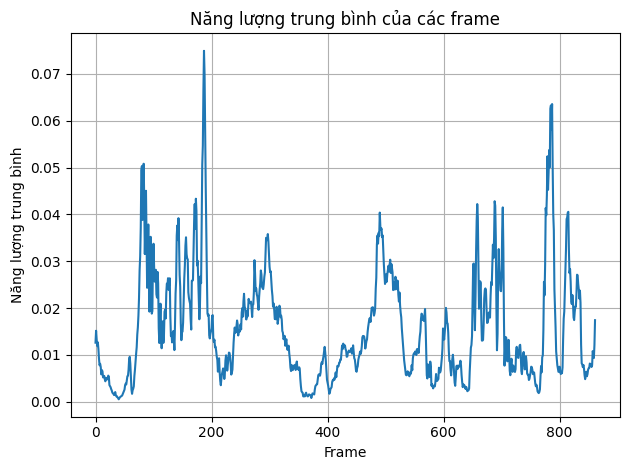 Năng lượng trung bình của các frame
Năng lượng trung bình
0.07
0.06
0.05
0.04
0.03
0.02
0.01
0.00
0 200 400 600 800
Frame